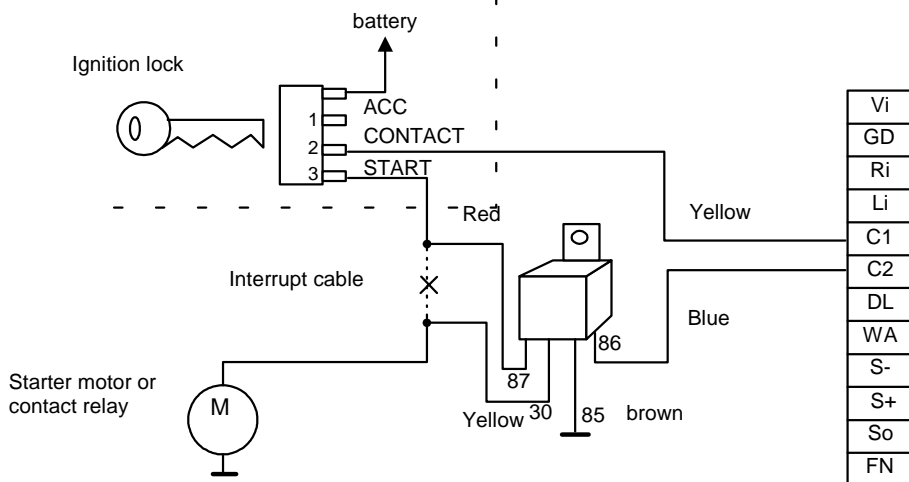 battery
Ignition lock
ACC
1
CONTACT
2
START
3
Red
Yellow
Interrupt cable
Blue
86
87
Starter motor or
contact relay
M
Yellow
30
85
brown
Vi
GD
Ri
Li
C1
C2
DL
WA
S-
S+
So
FN